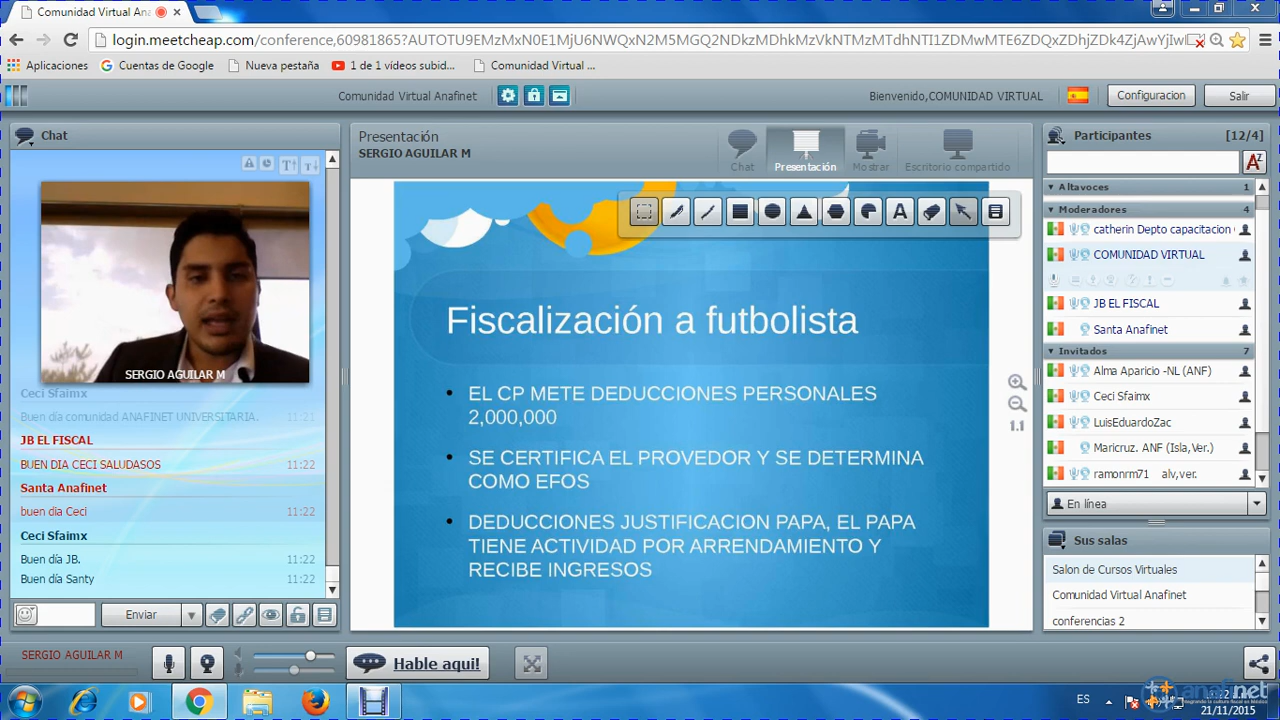 Comunidad Virtual Ana
login.meetcheap.com/conference,60981865?AUTOTU9EMzMxN0E1MjU6NWQxN2M5MGQ2NDkzMDhkMzVkNTMzMTdhNTI1ZDMwMTE6ZDQxZDhjZDk4ZjAwYjIw
Aplicaciones
Cuentas de Google
Nueva pestaña
1 de 1 vídeos subid...
Comunidad Virtual ...
Comunidad Virtual Anafinet
Bienvenido,COMUNIDAD VIRTUAL
Configuracion
Salir
Chat
SERGIO AGUILAR M
Ceci Sfaimx
Buen día comunidad ANAFINET UNIVERSITARIA. 11:21
JB EL FISCAL
BUEN DIA CECI SALUDASOS 11:22
Santa Anafinet
buen dia Ceci 11:22
Ceci Sfaimx
Buen día JB. 11:22
Buen día Santy 11:22
Enviar
Presentación
SERGIO AGUILAR M
Chat
Presentación
Mostrar
Escritorio compartido
A
Fiscalización a futbolista
• EL CP METE DEDUCCIONES PERSONALES
2,000,000
• SE CERTIFICA EL PROVEDOR Y SE DETERMINA
COMO EFOS
• DEDUCCIONES JUSTIFICACION PAPA, EL PAPA
TIENE ACTIVIDAD POR ARRENDAMIENTO Y
RECIBE INGRESOS
1.1
Participantes [12/4]
Altavoces 1
Moderadores 4
catherin Depto capacitacion
COMUNIDAD VIRTUAL
JB EL FISCAL
Santa Anafinet
Invitados 7
Alma Aparicio -NL (ANF)
Ceci Sfaimx
LuisEduardoZac
Maricruz. ANF (Isla,Ver.)
ramonrm71 alv,ver.
En línea
Sus salas
Salon de Cursos Virtuales
Comunidad Virtual Anafinet
conferencias 2
SERGIO AGUILAR M
Hable aqui!
ES
anafinet
21/11/2015